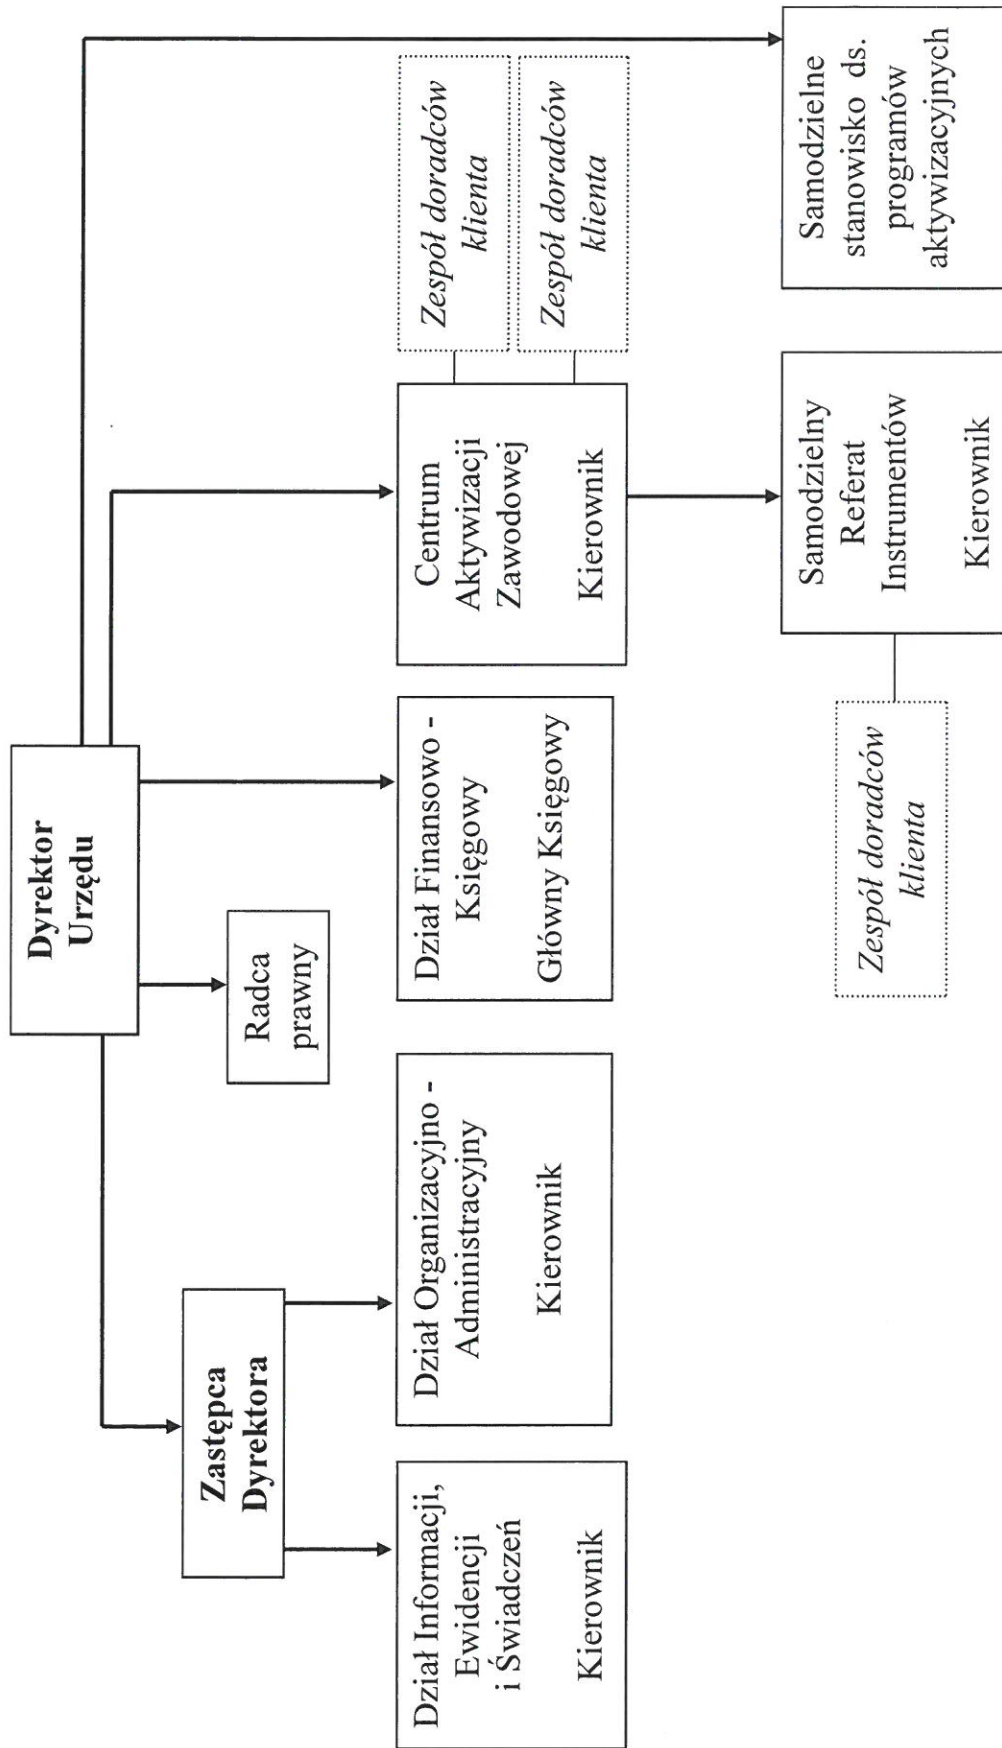 Dyrektor
Urzędu
Zastępca
Dyrektora
Radca
prawny
Dział Informacji,
Ewidencji
i Świadczeń
Kierownik
Dział Organizacyjno -
Administracyjny
Kierownik
Dział Finansowo -
Księgowy
Główny Księgowy
Centrum
Aktywizacji
Zawodowej
Kierownik
Zespół doradców
klienta
Zespół doradców
klienta
Zespół doradców
klienta
Samodzielny
Referat
Instrumentów
Kierownik
Samodzielne
stanowisko ds.
programów
aktywizacyjnych